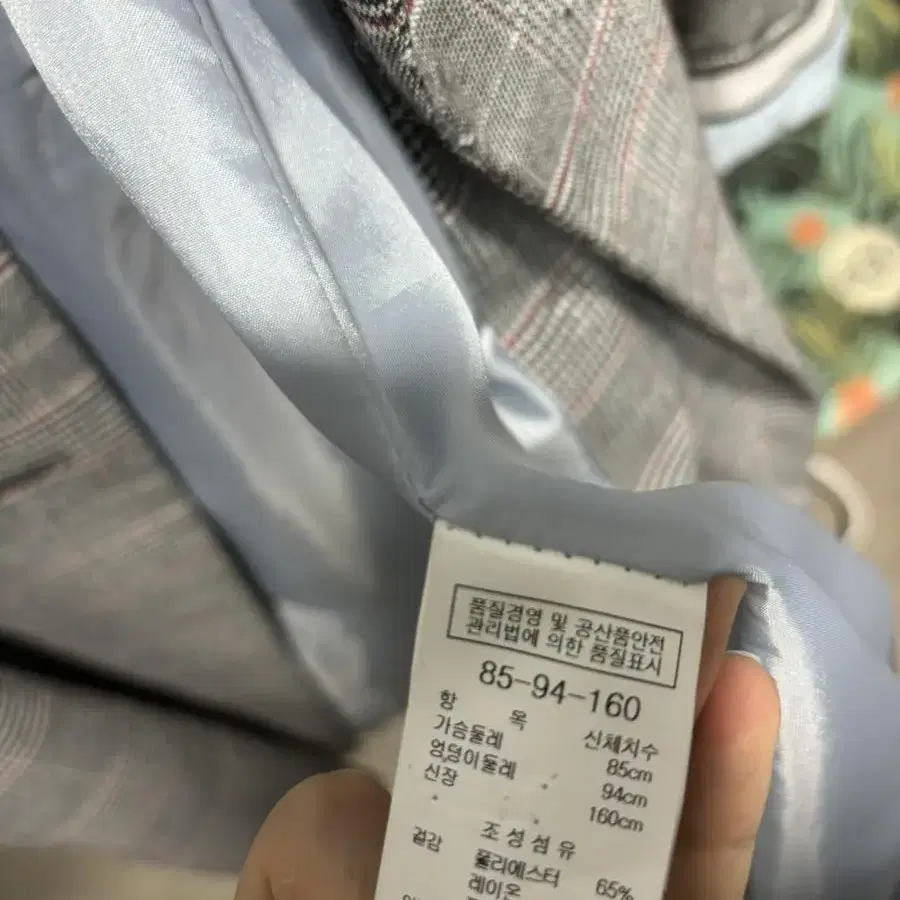 품질경영 및 공산품안전
관리법에 의한 품질표시
85-94-160
항 목 신체치수
가슴둘레 85cm
엉덩이둘레 94cm
신장 160cm
조성섬유
겉감 폴리에스터 65%
레이온